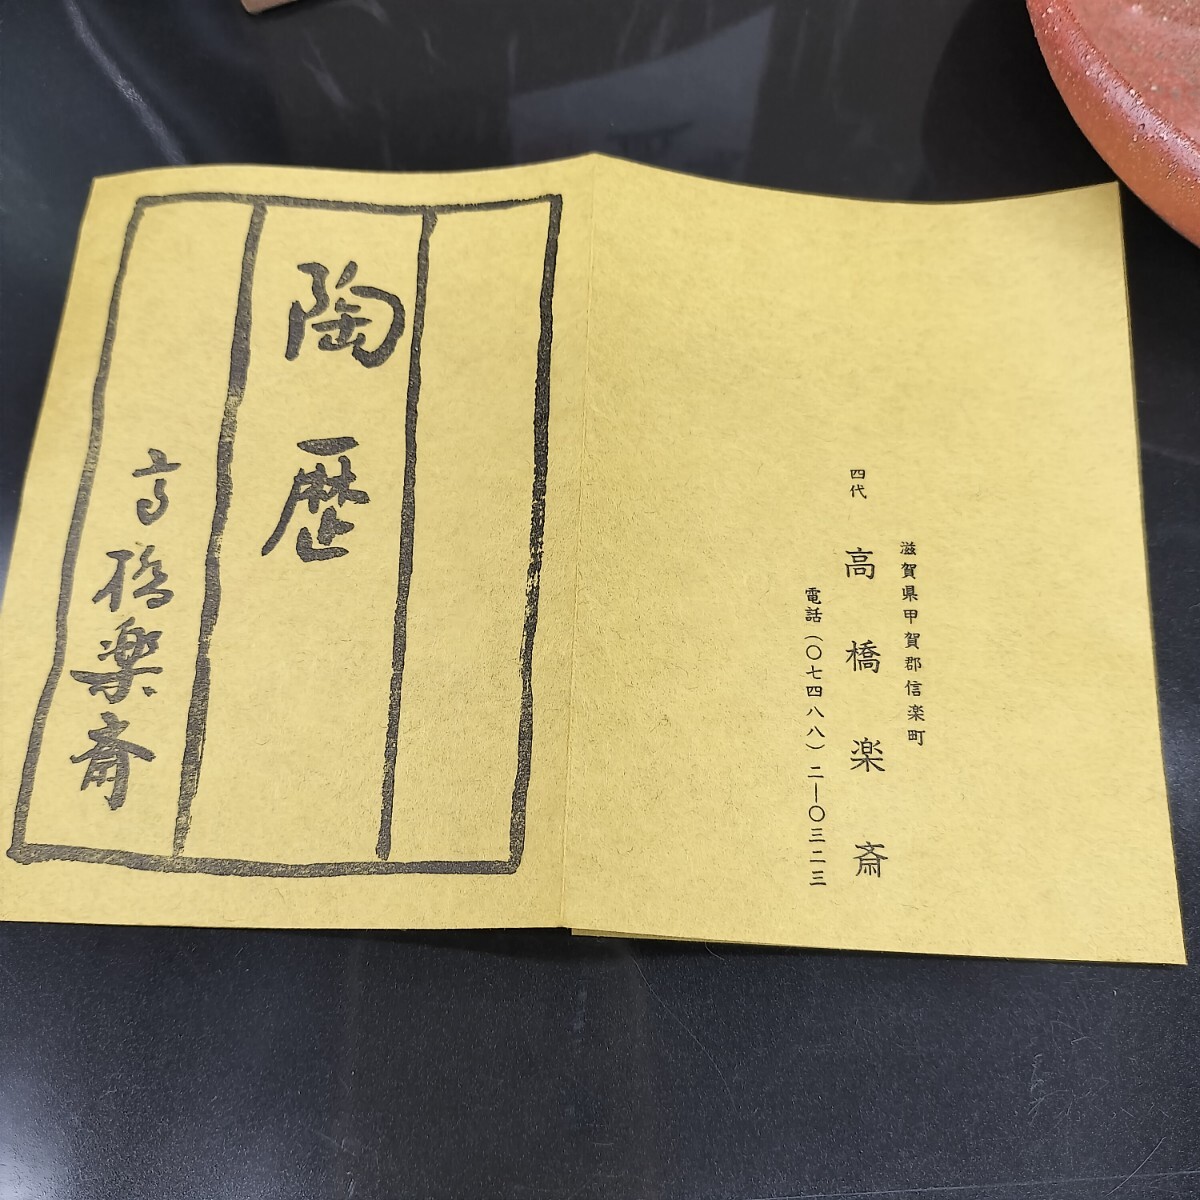 滋賀県甲賀郡信楽町
四代 高橋楽斎
電話（〇七四八八）二―〇三二三
陶歴
高橋楽斎